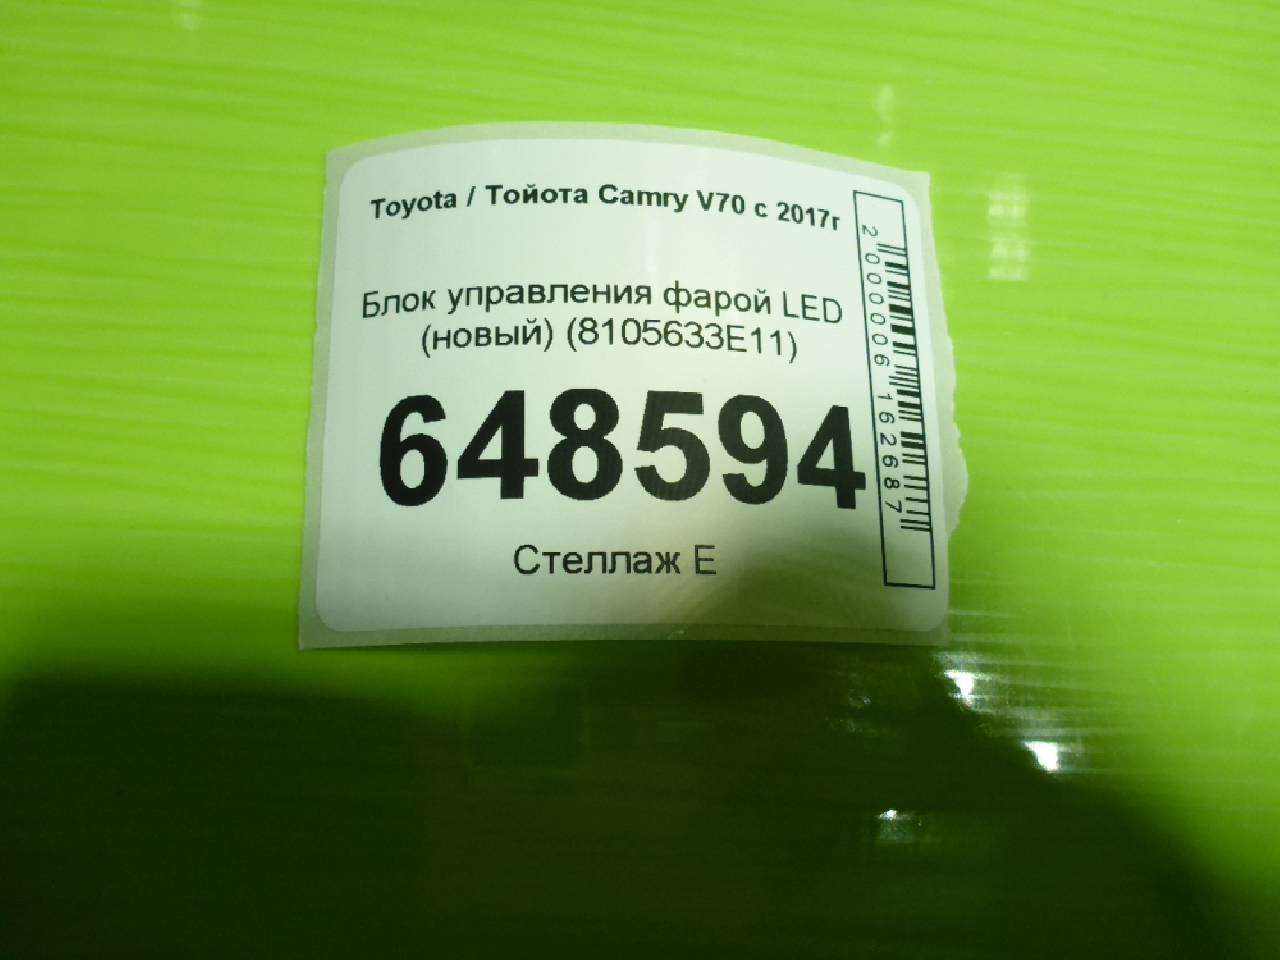 Toyota / Тойота Camry V70 с 2017г
Блок управления фарой LED
(новый) (8105633E11)
648594
Стеллаж Е
2000006162687